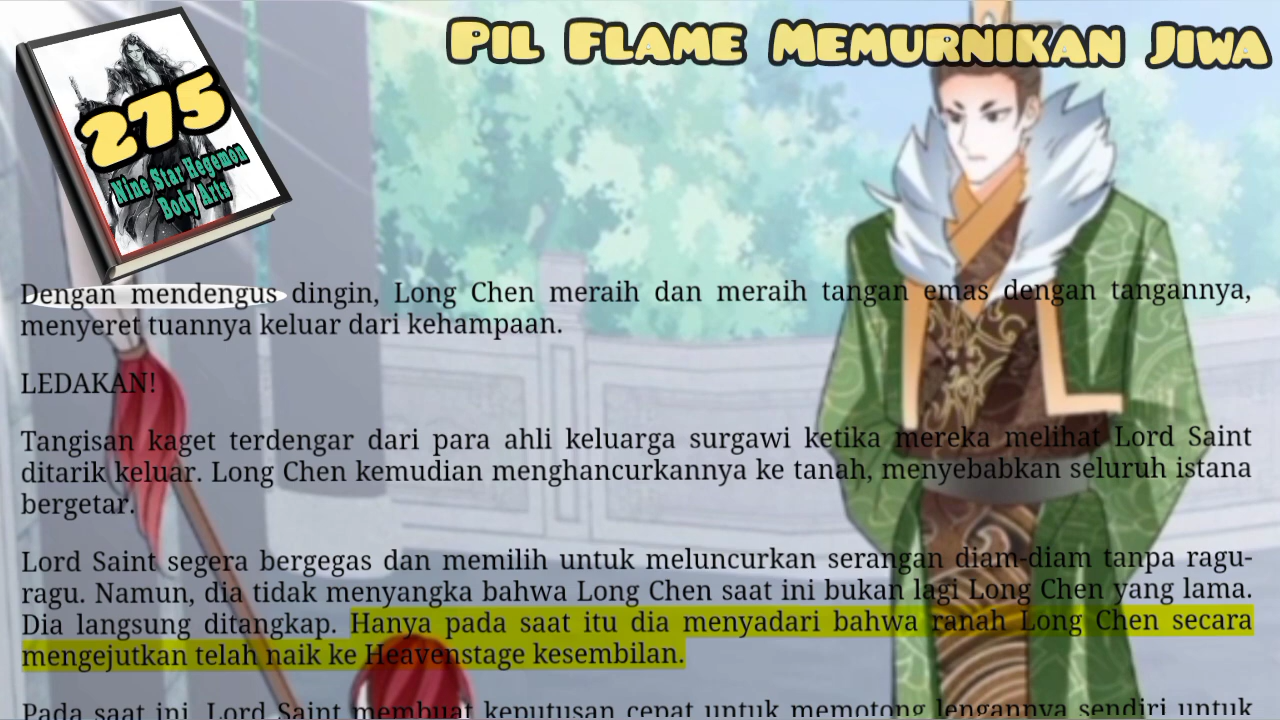 PIL FLAME MEMURNIKAN JIWA
275
Nine Star Hegemon
Body Arts
Dengan mendengus dingin, Long Chen meraih dan meraih tangan emas dengan tangannya,
menyeret tuannya keluar dari kehampaan.
LEDAKAN!
Tangisan kaget terdengar dari para ahli keluarga surgawi ketika mereka melihat Lord Saint
ditarik keluar. Long Chen kemudian menghancurkannya ke tanah, menyebabkan seluruh istana
bergetar.
Lord Saint segera bergegas dan memilih untuk meluncurkan serangan diam-diam tanpa ragu-
ragu. Namun, dia tidak menyangka bahwa Long Chen saat ini bukan lagi Long Chen yang lama.
Dia langsung ditangkap. Hanya pada saat itu dia menyadari bahwa ranah Long Chen secara
mengejutkan telah naik ke Heavenstage kesembilan.
Pada saat ini, Lord Saint membuat keputusan cepat untuk memotong lengannya sendiri untuk